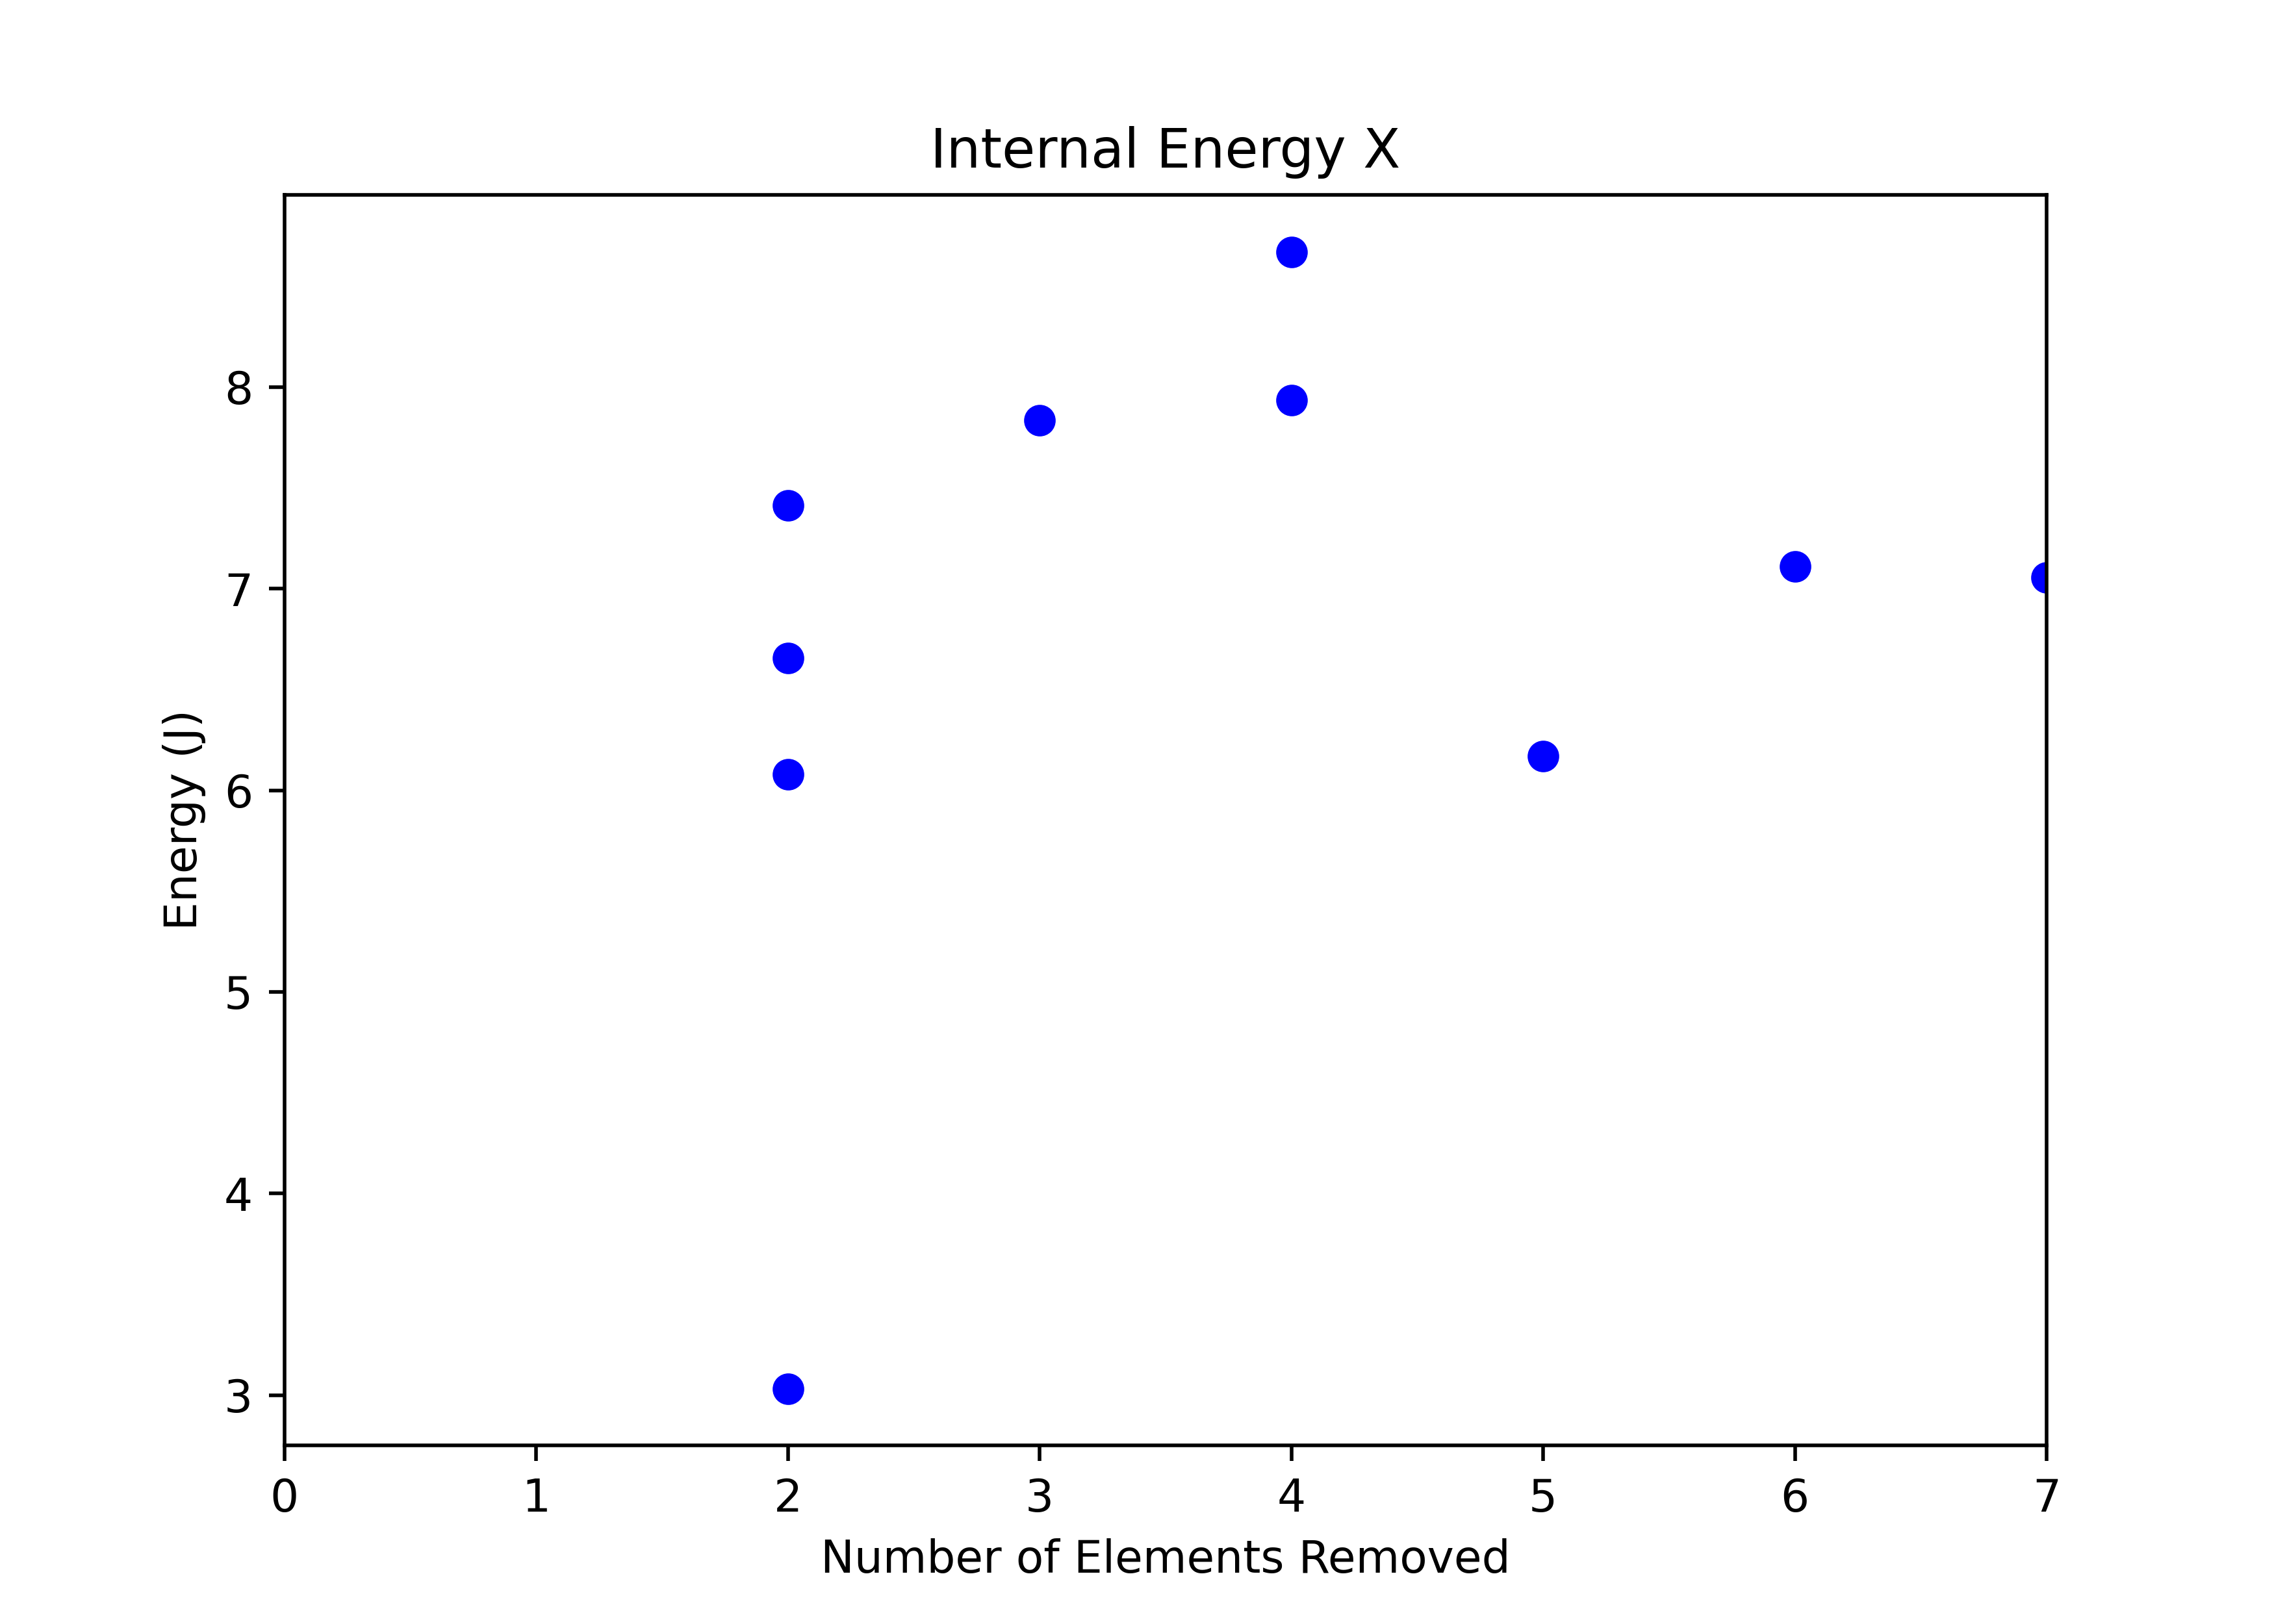 Internal Energy X
8
7
6
5
4
3
Energy (J)
0 1 2 3 4 5 6 7
Number of Elements Removed